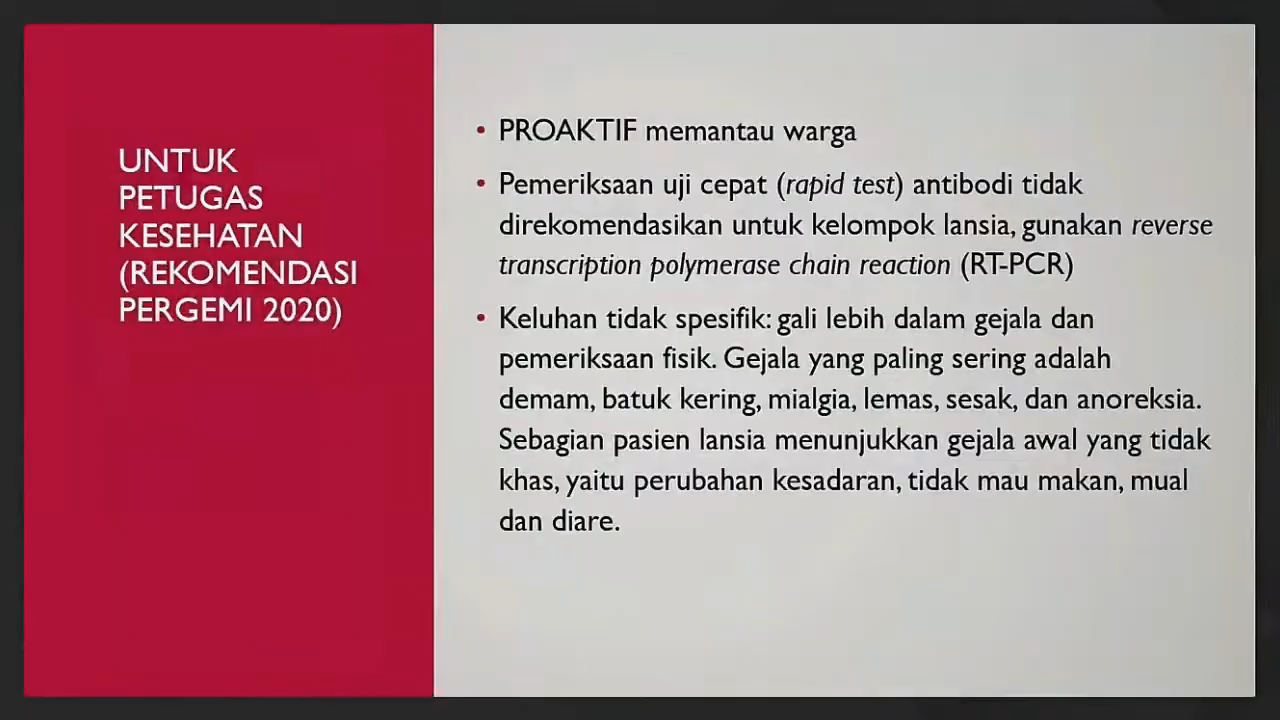 UNTUK
PETUGAS
KESEHATAN
(REKOMENDASI
PERGEMI 2020)
• PROAKTIF memantau warga
• Pemeriksaan uji cepat (rapid test) antibodi tidak
direkomendasikan untuk kelompok lansia, gunakan reverse
transcription polymerase chain reaction (RT-PCR)
• Keluhan tidak spesifik: gali lebih dalam gejala dan
pemeriksaan fisik. Gejala yang paling sering adalah
demam, batuk kering, mialgia, lemas, sesak, dan anoreksia.
Sebagian pasien lansia menunjukkan gejala awal yang tidak
khas, yaitu perubahan kesadaran, tidak mau makan, mual
dan diare.